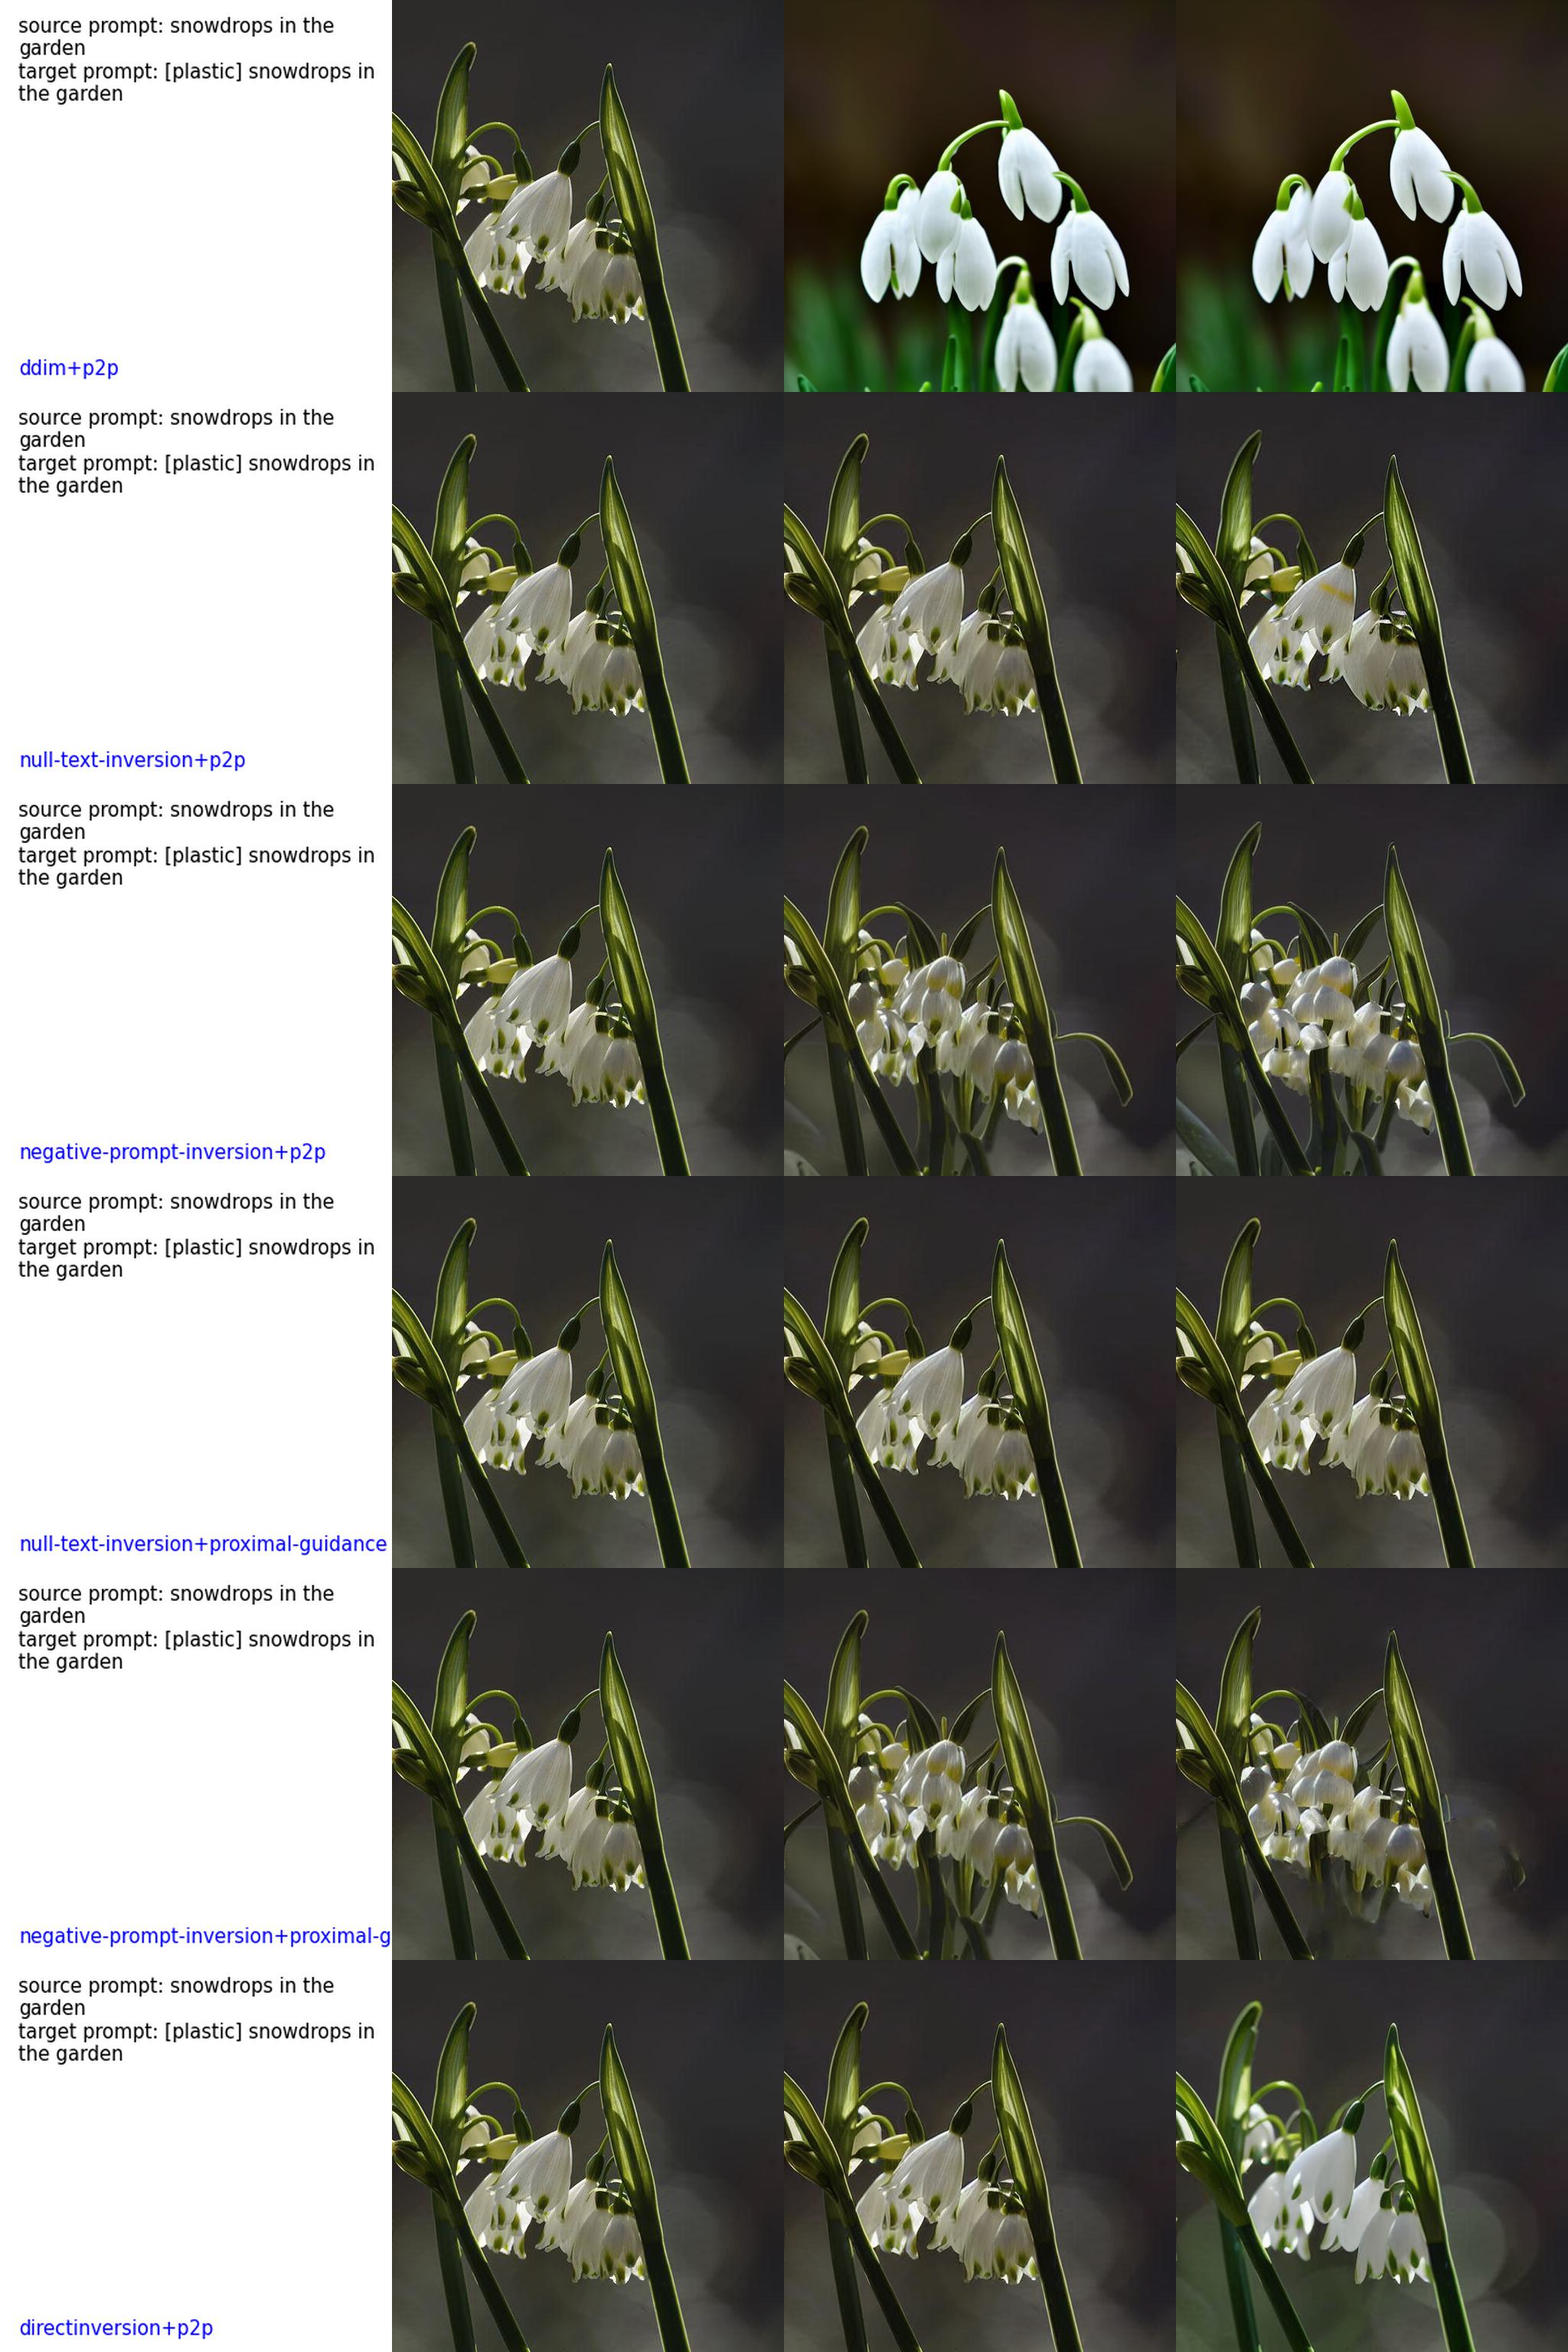 source prompt: snowdrops in the
garden
target prompt: [plastic] snowdrops in
the garden
ddim+p2p
source prompt: snowdrops in the
garden
target prompt: [plastic] snowdrops in
the garden
null-text-inversion+p2p
source prompt: snowdrops in the
garden
target prompt: [plastic] snowdrops in
the garden
negative-prompt-inversion+p2p
source prompt: snowdrops in the
garden
target prompt: [plastic] snowdrops in
the garden
null-text-inversion+proximal-guidance
source prompt: snowdrops in the
garden
target prompt: [plastic] snowdrops in
the garden
negative-prompt-inversion+proximal-g
source prompt: snowdrops in the
garden
target prompt: [plastic] snowdrops in
the garden
directinversion+p2p